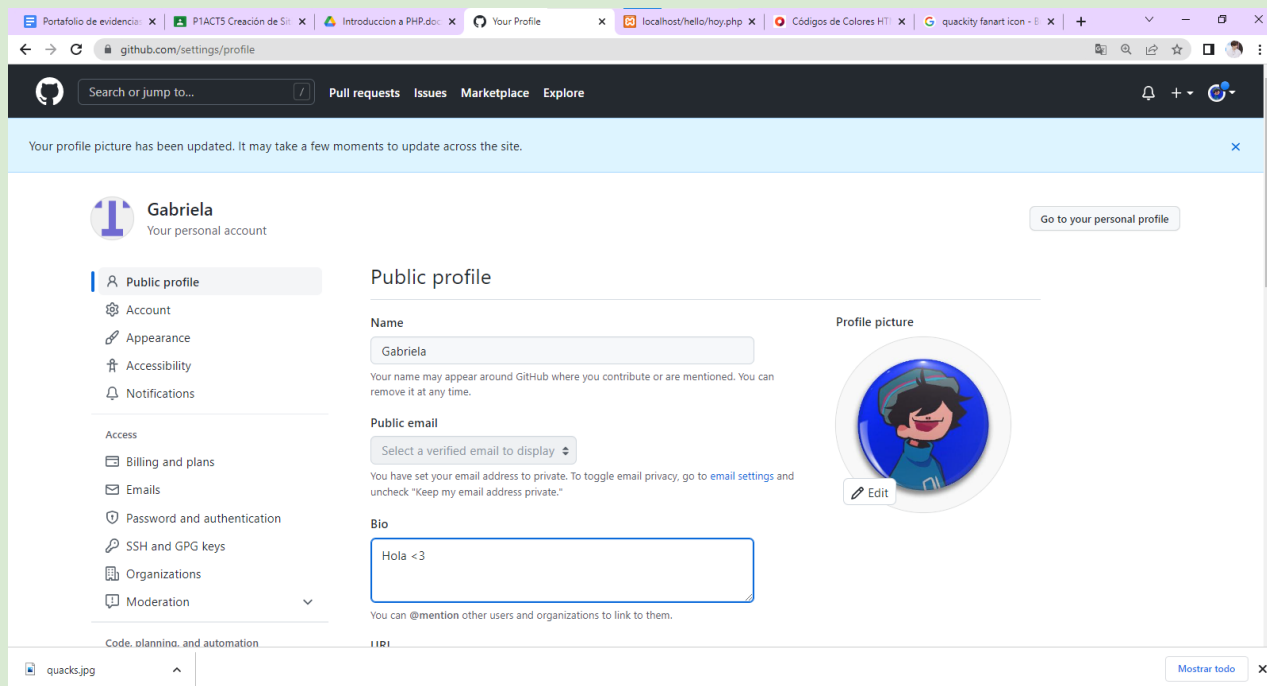 Portafolio de evidencias
P1ACT5 Creación de Sit
Introduccion a PHP.doc
Your Profile
localhost/hello/hoy.php
Códigos de Colores HT
quackity fanart icon - B
github.com/settings/profile
Search or jump to...
/
Pull requests
Issues
Marketplace
Explore
Your profile picture has been updated. It may take a few moments to update across the site.
Gabriela
Your personal account
Go to your personal profile
Public profile
Account
Appearance
Accessibility
Notifications
Access
Billing and plans
Emails
Password and authentication
SSH and GPG keys
Organizations
Moderation
Code, planning, and automation
Public profile
Name
Gabriela
Your name may appear around GitHub where you contribute or are mentioned. You can
remove it at any time.
Public email
Select a verified email to display
You have set your email address to private. To toggle email privacy, go to email settings and
uncheck "Keep my email address private."
Bio
Hola <3
You can @mention other users and organizations to link to them.
URL
Profile picture
Edit
quacks.jpg
Mostrar todo